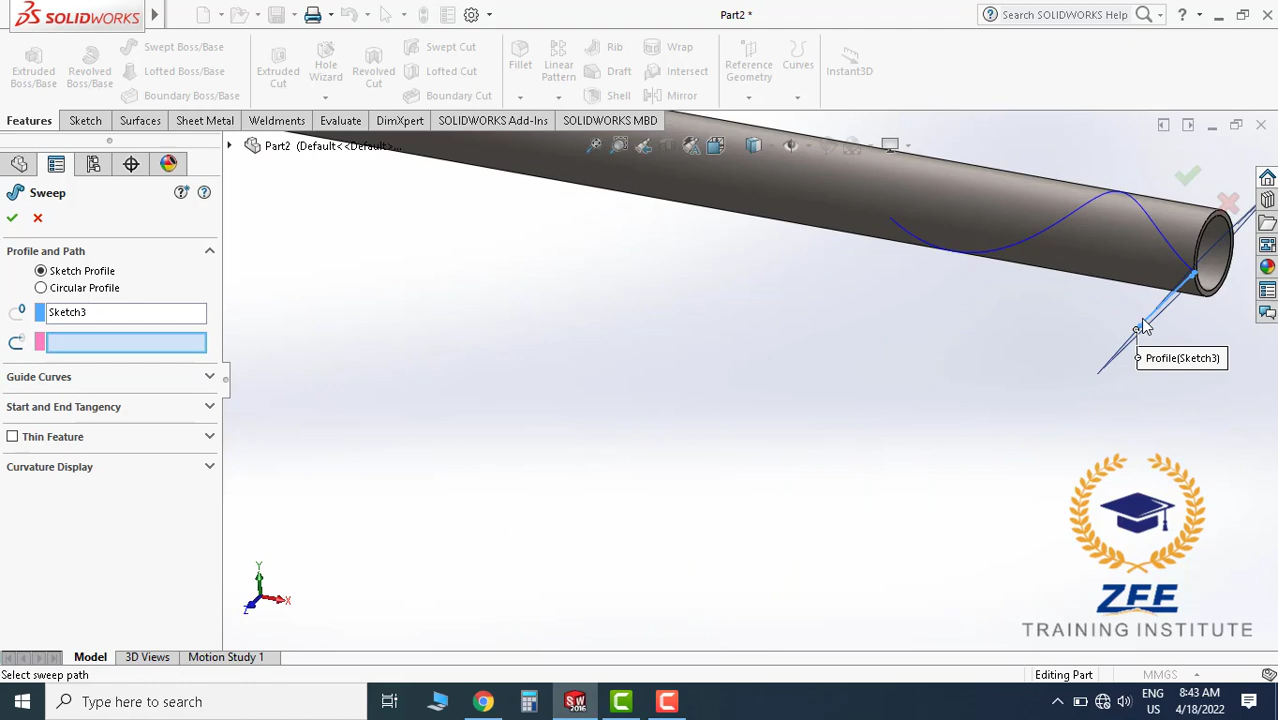 SOLIDWORKS
Part2 *
Search SOLIDWORKS Help
?
Extruded Boss/Base
Revolved Boss/Base
Swept Boss/Base
Lofted Boss/Base
Boundary Boss/Base
Extruded Cut
Hole Wizard
Revolved Cut
Swept Cut
Lofted Cut
Boundary Cut
Fillet
Linear Pattern
Rib
Draft
Shell
Wrap
Intersect
Mirror
Reference Geometry
Curves
Instant3D
Features
Sketch
Surfaces
Sheet Metal
Weldments
Evaluate
DimXpert
SOLIDWORKS Add-Ins
SOLIDWORKS MBD
Part2 (Default<<Default>...
Sweep
Profile and Path
Sketch Profile
Circular Profile
Sketch3
Guide Curves
Start and End Tangency
Thin Feature
Curvature Display
Profile(Sketch3)
Y
X
Z
ZFE
TRAINING INSTITUTE
Model
3D Views
Motion Study 1
Select sweep path
Editing Part
MMGS
Type here to search
SW
2016
ENG
US
8:43 AM
4/18/2022